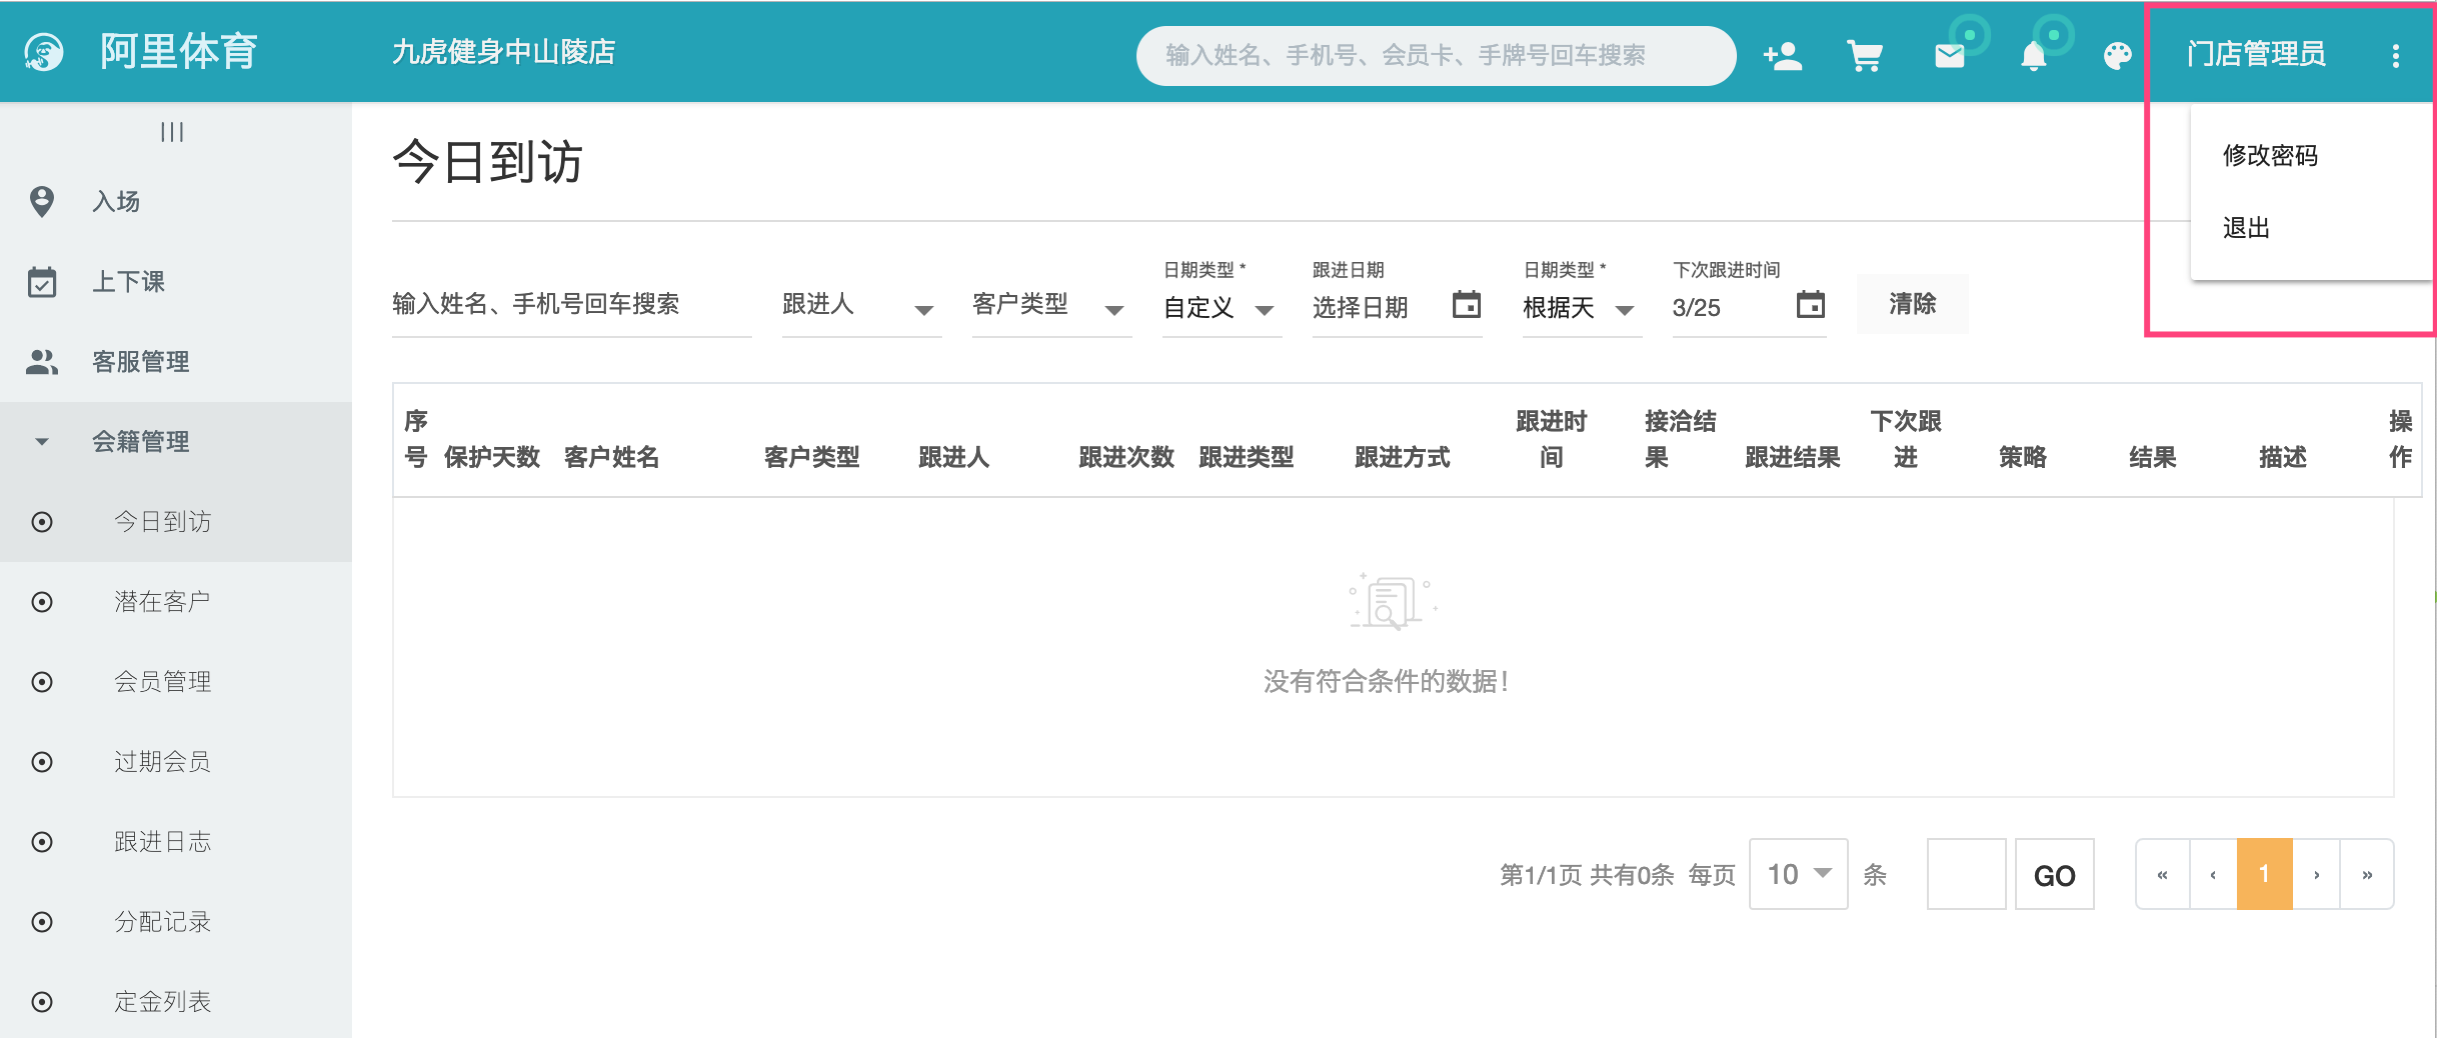 阿里体育
九虎健身中山陵店
输入姓名、手机号、会员卡、手牌号回车搜索
门店管理员
修改密码
退出
入场
上下课
客服管理
会籍管理
今日到访
潜在客户
会员管理
过期会员
跟进日志
分配记录
定金列表
今日到访
输入姓名、手机号回车搜索
跟进人
客户类型
日期类型 *
自定义
跟进日期
选择日期
日期类型 *
根据天
下次跟进时间
3/25
清除
序号
保护天数
客户姓名
客户类型
跟进人
跟进次数
跟进类型
跟进方式
跟进时间
接洽结果
跟进结果
下次跟进
策略
结果
描述
操作
没有符合条件的数据!
第1/1页 共有0条 每页 10 条
GO
« ‹ 1 › »